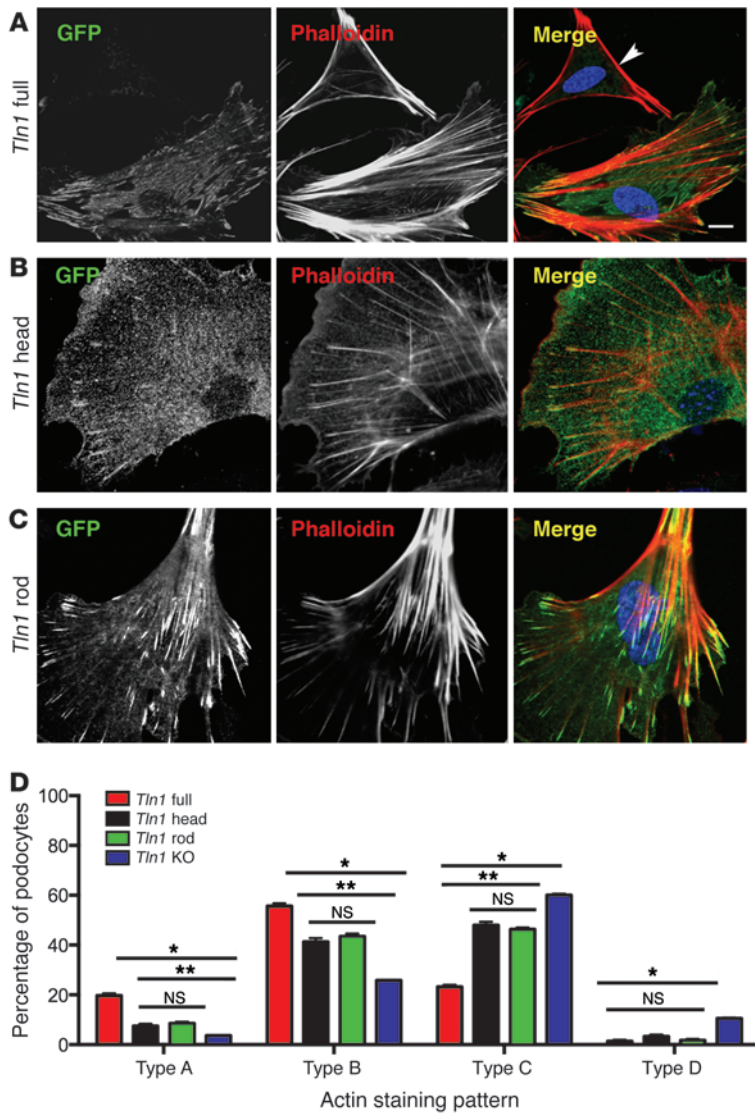 A
GFP
Phalloidin
Merge
Tln1 full
B
GFP
Phalloidin
Merge
Tln1 head
C
GFP
Phalloidin
Merge
Tln1 rod
D
Percentage of podocytes
100
80
60
40
20
0
Tln1 full
Tln1 head
Tln1 rod
Tln1 KO
*
**
NS
*
**
NS
*
**
NS
*
NS
Type A
Type B
Type C
Type D
Actin staining pattern